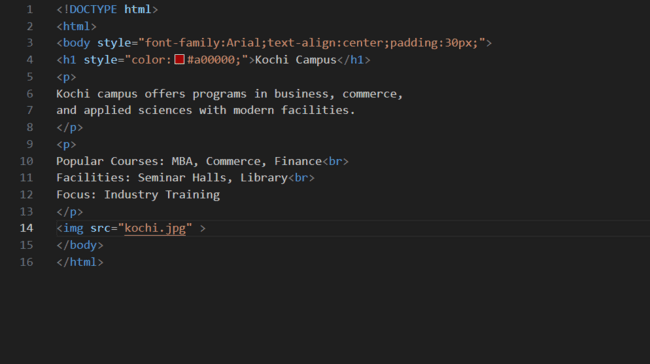 1 <!DOCTYPE html>
2 <html>
3 <body style="font-family:Arial;text-align:center;padding:30px;">
4 <h1 style="color:#a00000;">Kochi Campus</h1>
5 <p>
6 Kochi campus offers programs in business, commerce,
7 and applied sciences with modern facilities.
8 </p>
9 <p>
10 Popular Courses: MBA, Commerce, Finance<br>
11 Facilities: Seminar Halls, Library<br>
12 Focus: Industry Training
13 </p>
14 <img src="kochi.jpg" >
15 </body>
16 </html>